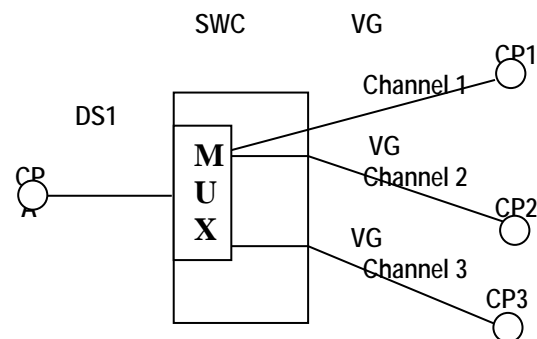 SWC VG
CP1
Channel 1
DS1
VG
M
Channel 2
CP
A
U
CP2
X
VG
Channel 3
CP3